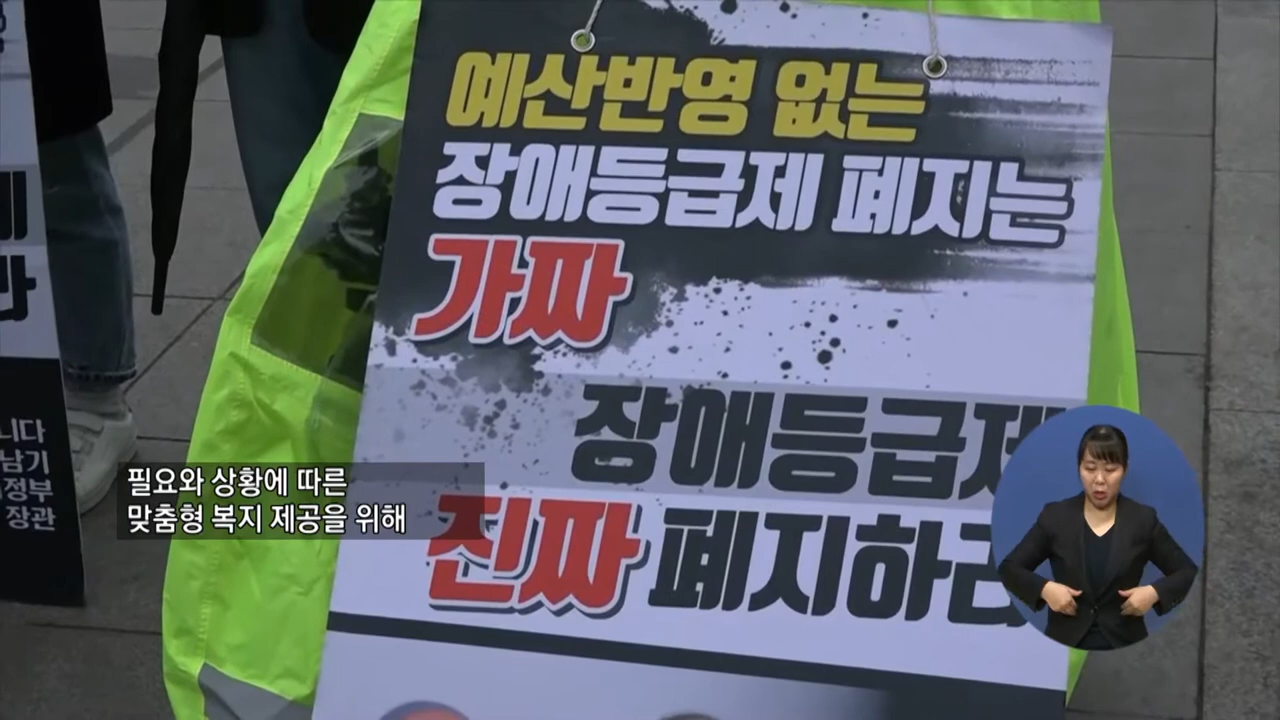 예산반영 없는
장애등급제 폐지는
가짜
장애등급제
진짜 폐지하라
필요와 상황에 따른
맞춤형 복지 제공을 위해
니다
남기
정부
장관